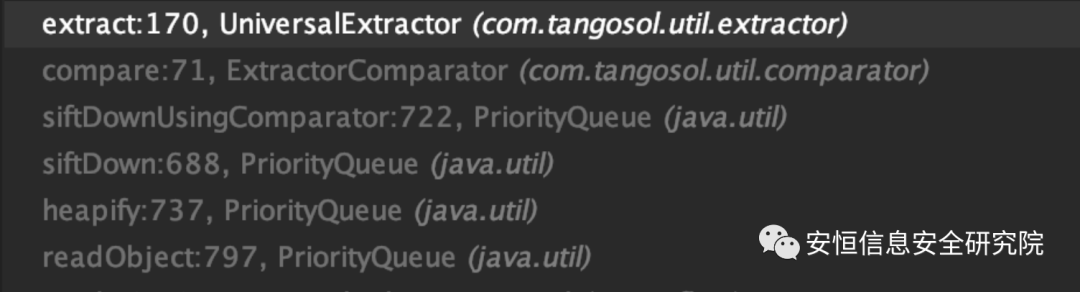 extract:170, UniversalExtractor (com.tangosol.util.extractor)
compare:71, ExtractorComparator (com.tangosol.util.comparator)
siftDownUsingComparator:722, PriorityQueue (java.util)
siftDown:688, PriorityQueue (java.util)
heapify:737, PriorityQueue (java.util)
readObject:797, PriorityQueue (java.util)
安恒信息安全研究院